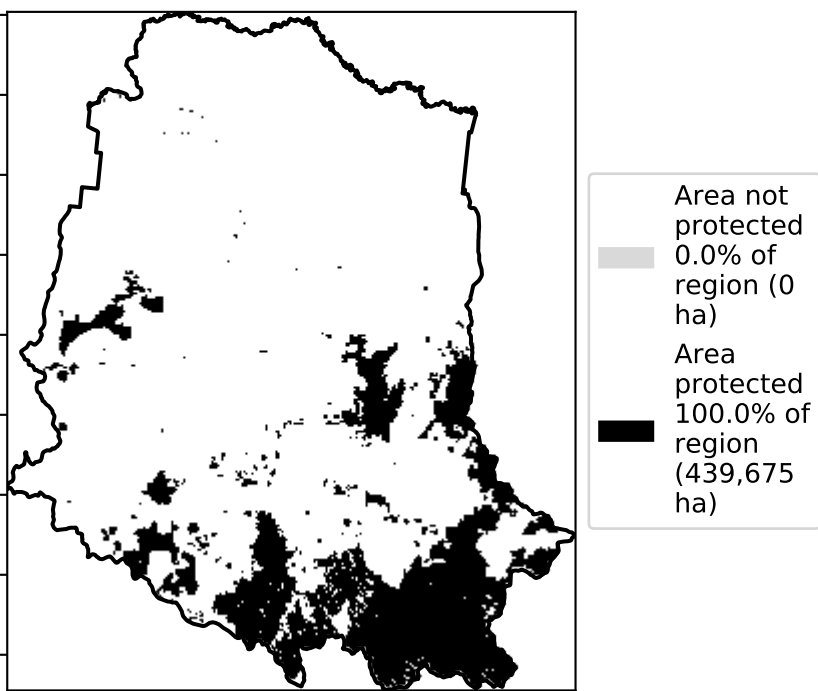 Area not
protected
0.0% of
region (0
ha)
Area
protected
100.0% of
region
(439,675
ha)